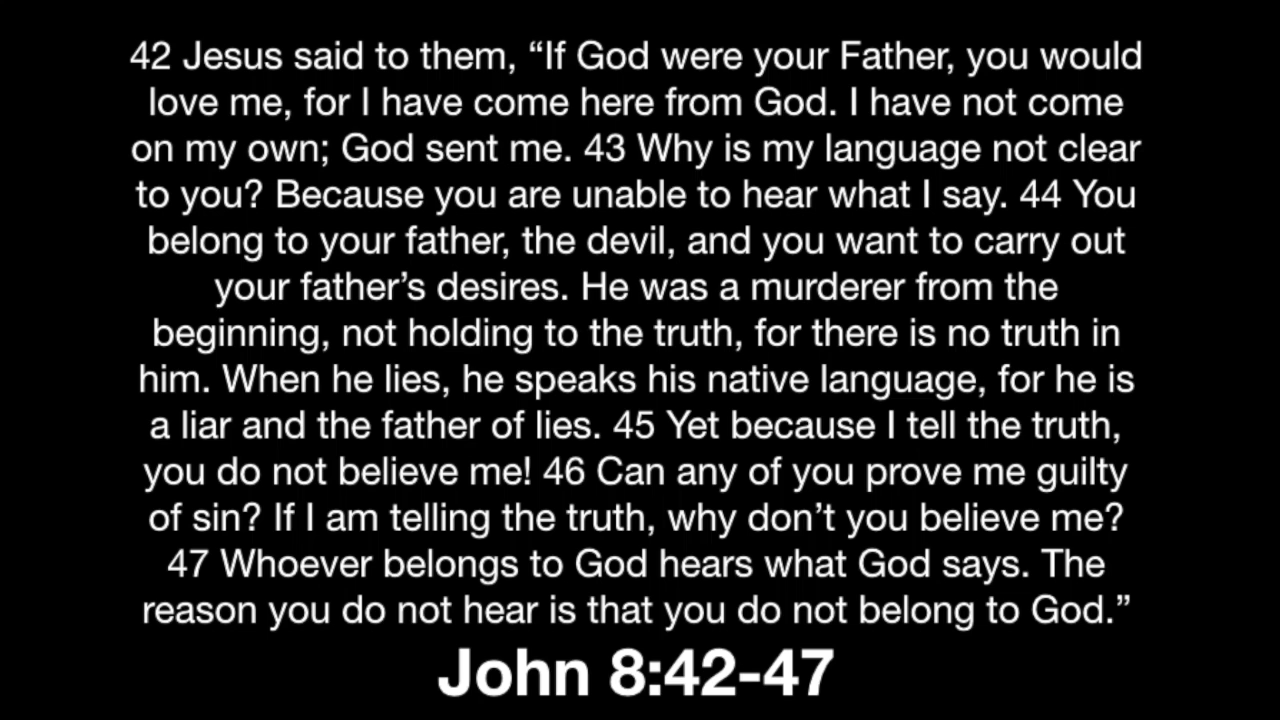 42 Jesus said to them, “If God were your Father, you would
love me, for I have come here from God. I have not come
on my own; God sent me. 43 Why is my language not clear
to you? Because you are unable to hear what I say. 44 You
belong to your father, the devil, and you want to carry out
your father’s desires. He was a murderer from the
beginning, not holding to the truth, for there is no truth in
him. When he lies, he speaks his native language, for he is
a liar and the father of lies. 45 Yet because I tell the truth,
you do not believe me! 46 Can any of you prove me guilty
of sin? If I am telling the truth, why don’t you believe me?
47 Whoever belongs to God hears what God says. The
reason you do not hear is that you do not belong to God.”
John 8:42-47